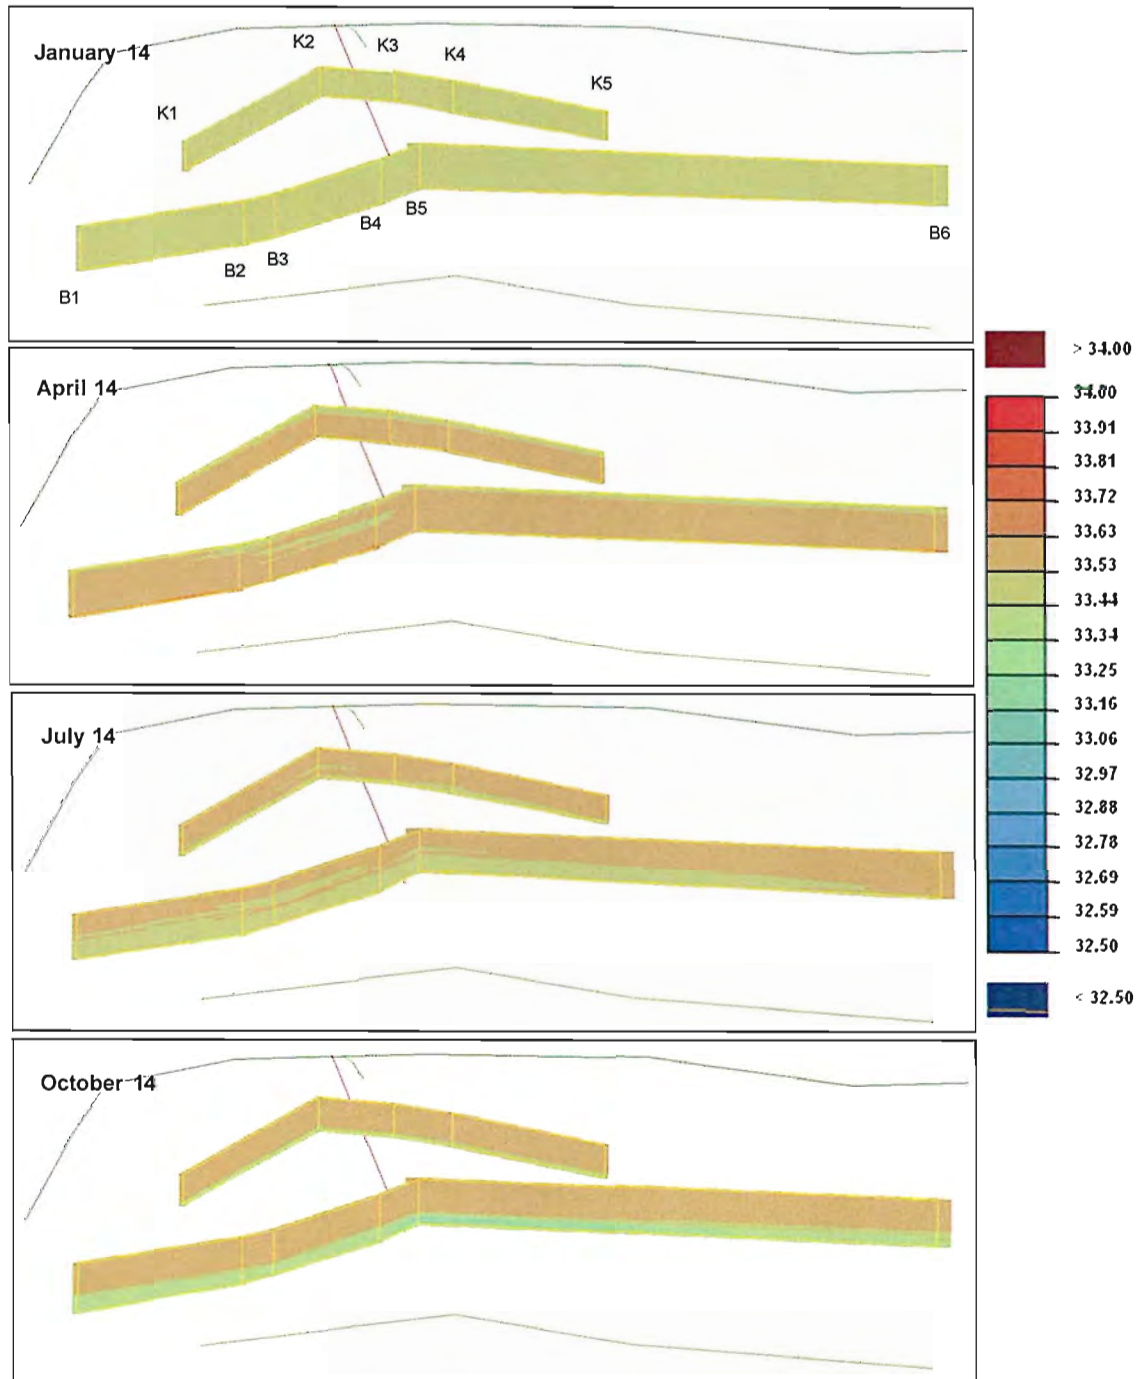 January 14
K1
K2
K3
K4
K5
B1
B2
B3
B4
B5
B6
April 14
July 14
October 14
> 34.00
34.00
33.91
33.81
33.72
33.63
33.53
33.44
33.34
33.25
33.16
33.06
32.97
32.88
32.78
32.69
32.59
32.50
< 32.50